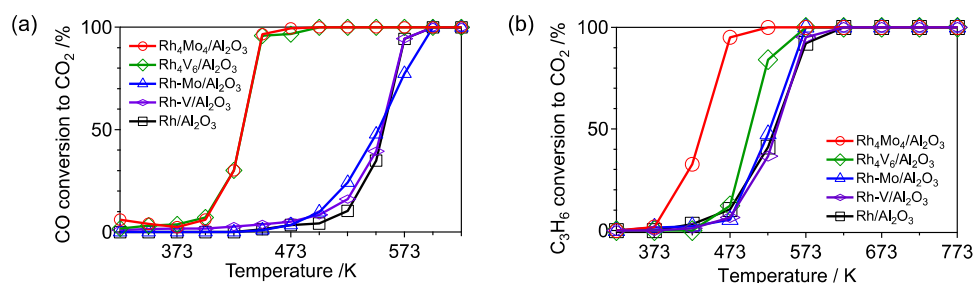 (a)
CO conversion to CO₂ /%
100
50
0
Rh₄Mo₄/Al₂O₃
Rh₄V₆/Al₂O₃
Rh-Mo/Al₂O₃
Rh-V/Al₂O₃
Rh/Al₂O₃
373 473 573
Temperature /K
(b)
C₃H₆ conversion to CO₂ /%
100
50
0
Rh₄Mo₄/Al₂O₃
Rh₄V₆/Al₂O₃
Rh-Mo/Al₂O₃
Rh-V/Al₂O₃
Rh/Al₂O₃
373 473 573 673 773
Temperature / K